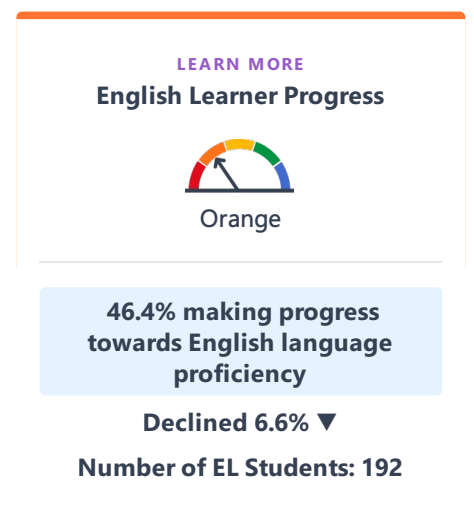 LEARN MORE
English Learner Progress
Orange
46.4% making progress
towards English language
proficiency
Declined 6.6% ▼
Number of EL Students: 192